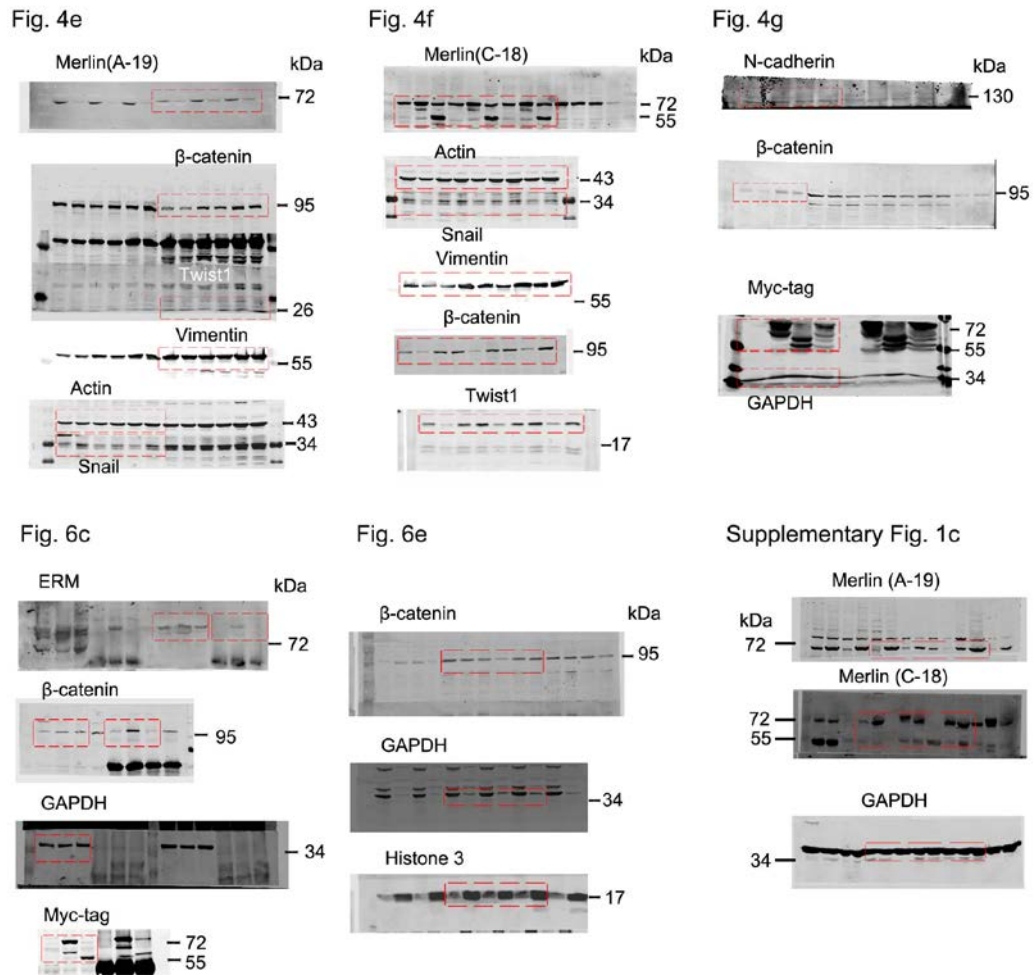 Fig. 4e
Merlin(A-19)
kDa
72
β-catenin
95
Twist1
26
Vimentin
55
Actin
43
34
Snail
Fig. 4f
Merlin(C-18)
72
55
Actin
43
34
Snail
Vimentin
55
β-catenin
95
Twist1
17
Fig. 4g
N-cadherin
kDa
130
β-catenin
95
Myc-tag
72
55
34
GAPDH
Fig. 6c
ERM
kDa
72
β-catenin
95
GAPDH
34
Myc-tag
72
55
Fig. 6e
β-catenin
kDa
95
GAPDH
34
Histone 3
17
Supplementary Fig. 1c
Merlin (A-19)
kDa
72
Merlin (C-18)
72
55
GAPDH
34